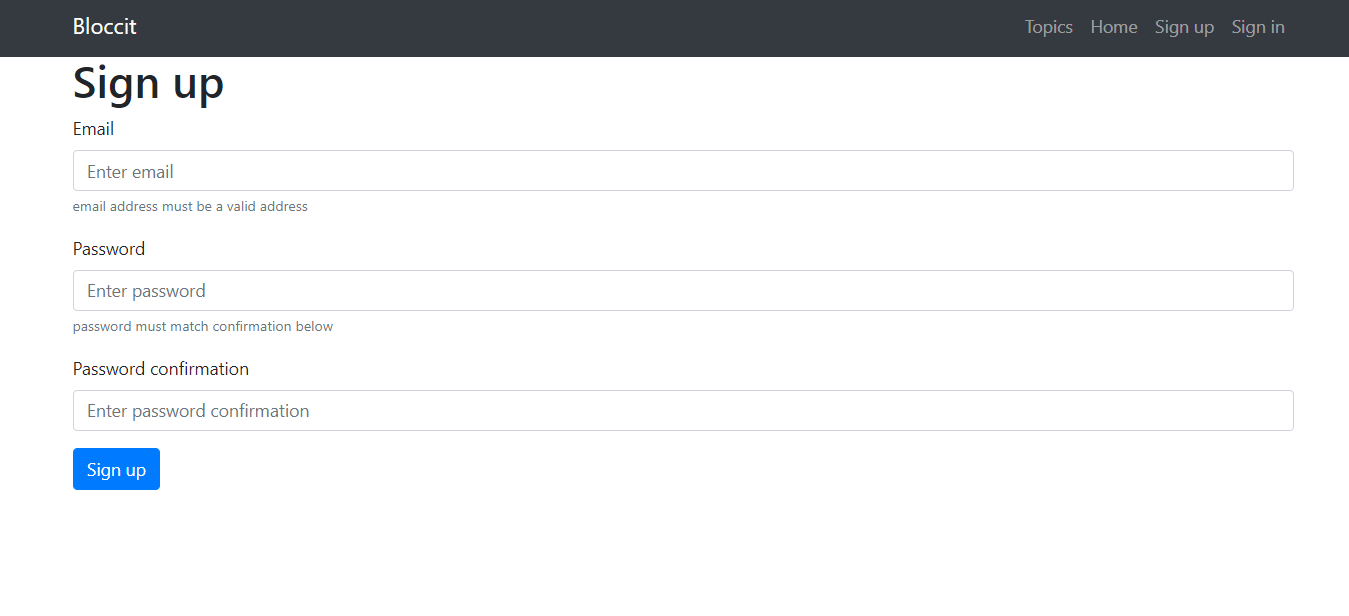 Bloccit Topics Home Sign up Sign in
Sign up
Email
Enter email
email address must be a valid address
Password
Enter password
password must match confirmation below
Password confirmation
Enter password confirmation
Sign up